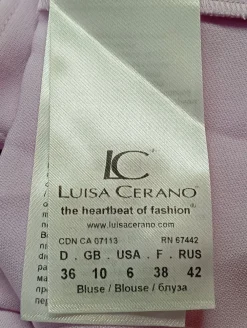 LC
LUISA CERANO®
the heartbeat of fashion®
www.luisacerano.com
CDN CA 07113 RN 67442
D . GB . USA . F . RUS
36 10 6 38 42
Bluse / Blouse / блуза